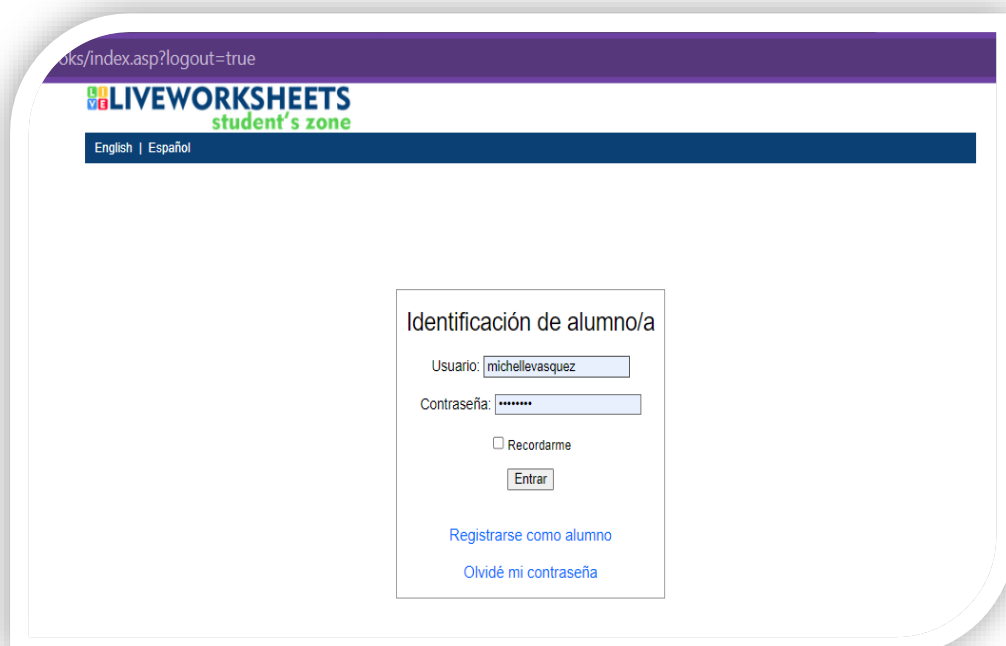 oks/index.asp?logout=true
LIVE LIVEWORKSHEETS
student's zone
English | Español
Identificación de alumno/a
Usuario: michellevasquez
Contraseña: ••••••••
Recordarme
Entrar
Registrarse como alumno
Olvidé mi contraseña